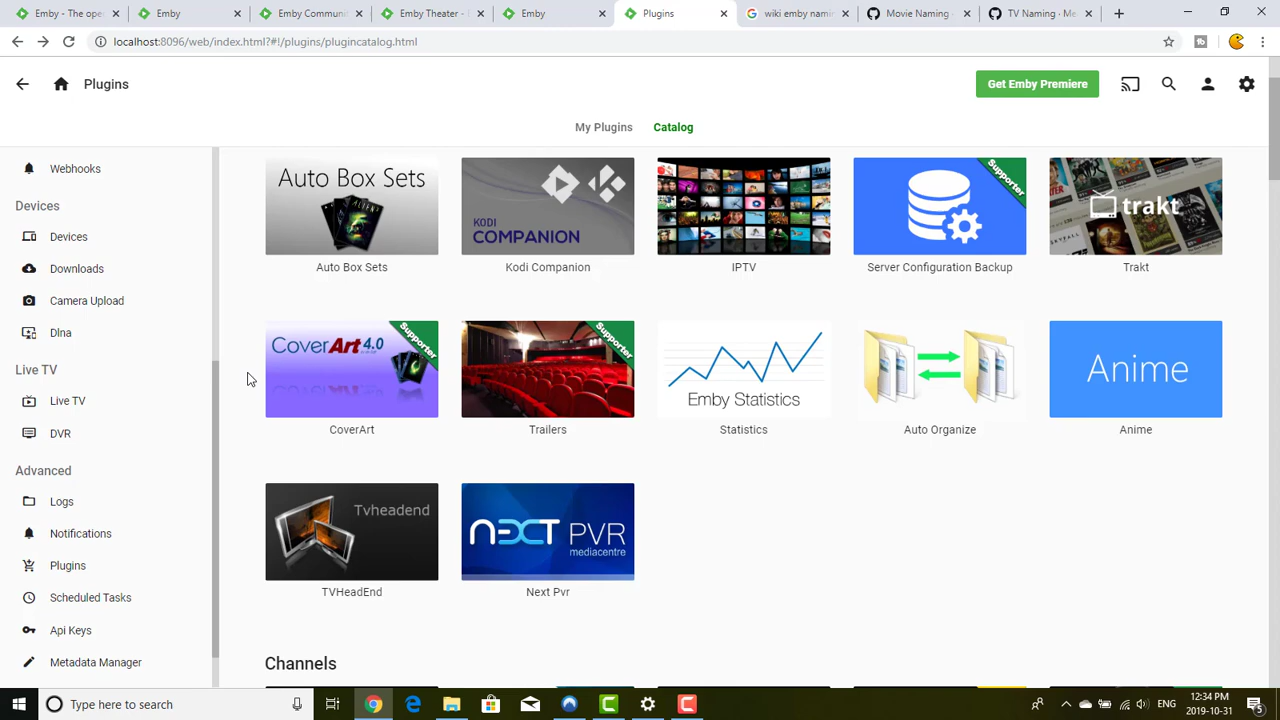 Emby - The ope
Emby
Emby Communi
Emby Theater -
Emby
Plugins
wiki emby nami
Movie Naming ·
TV Naming · Me
localhost:8096/web/index.html?#!/plugins/plugincatalog.html
Plugins
Get Emby Premiere
My Plugins
Catalog
Webhooks
Devices
Devices
Downloads
Camera Upload
Dlna
Live TV
Live TV
DVR
Advanced
Logs
Notifications
Plugins
Scheduled Tasks
Api Keys
Metadata Manager
Auto Box Sets
KODI
COMPANION
Supporter
trakt
Auto Box Sets
Kodi Companion
IPTV
Server Configuration Backup
Trakt
CoverArt 4.0
Supporter
Supporter
Emby Statistics
Anime
CoverArt
Trailers
Statistics
Auto Organize
Anime
Tvheadend
NEXT PVR
mediacentre
TVHeadEnd
Next Pvr
Channels
Type here to search
ENG
12:34 PM
2019-10-31